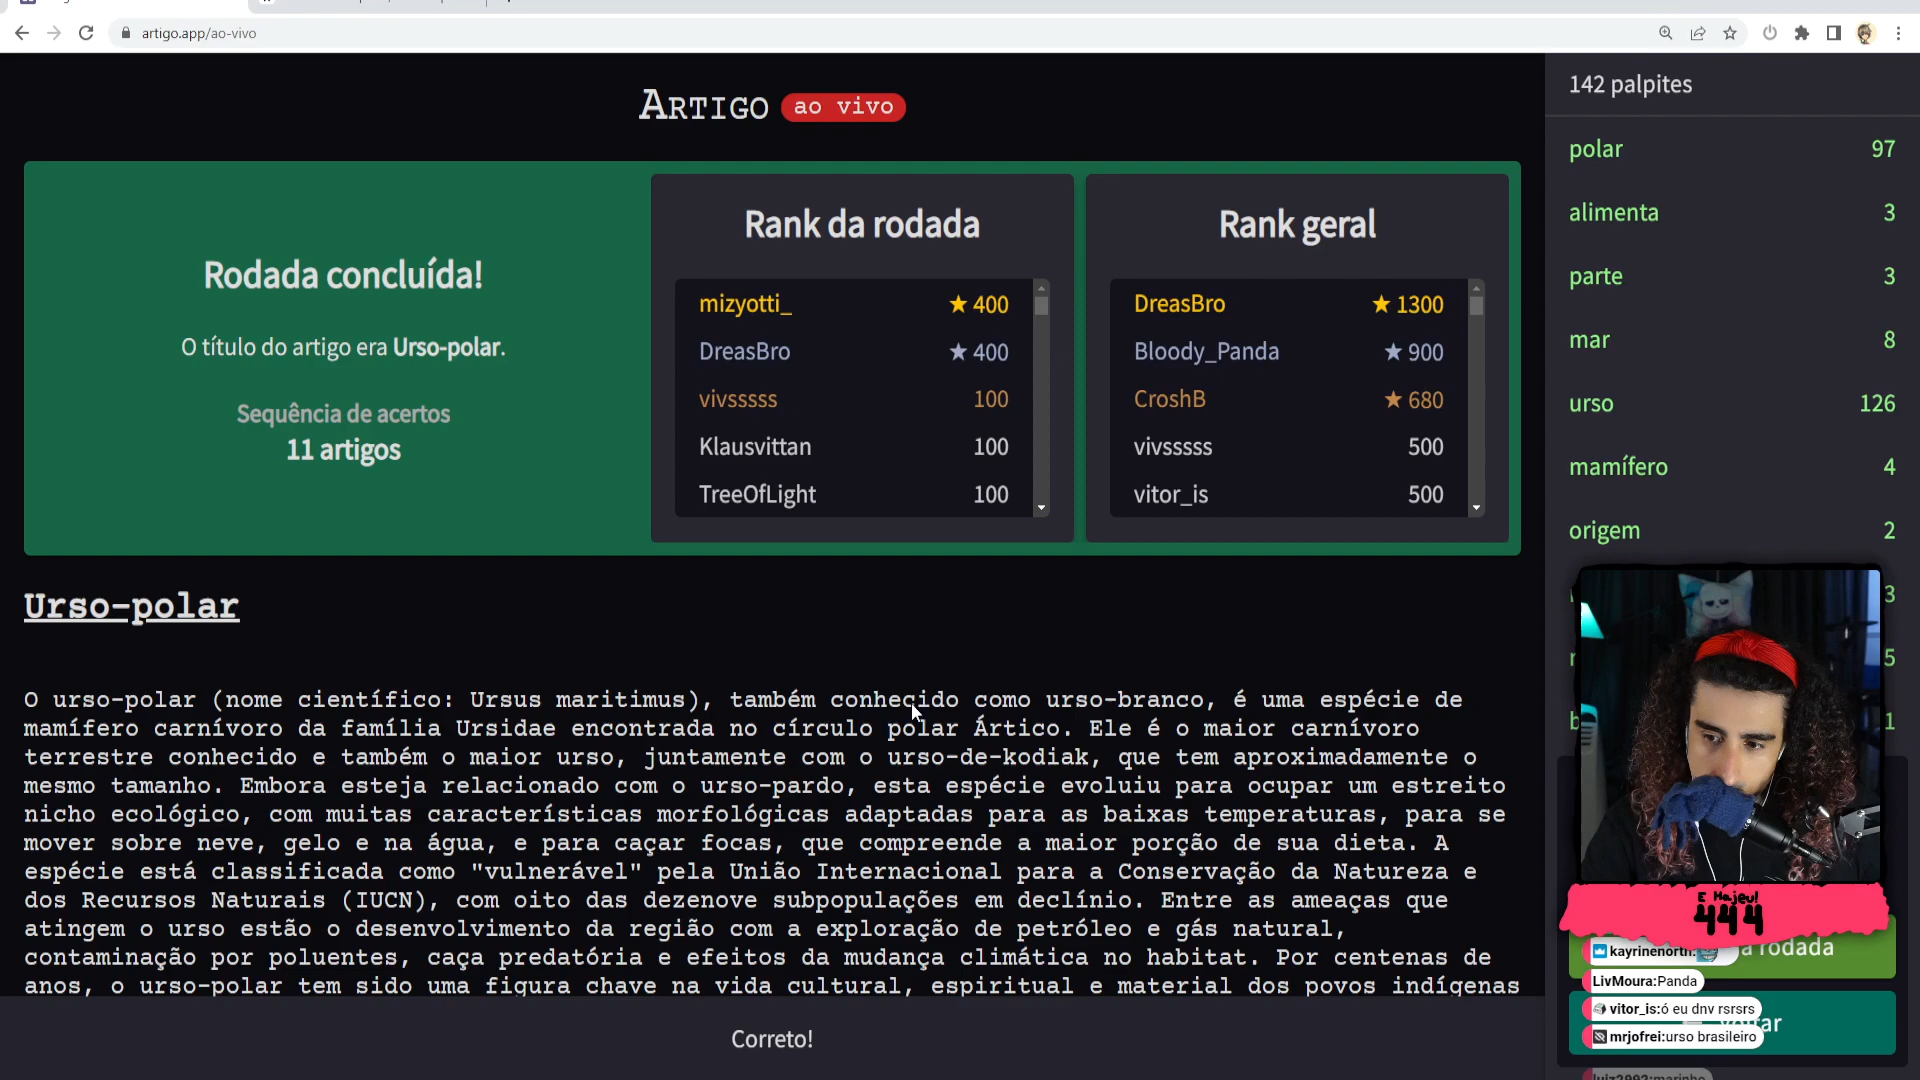 artigo.app/ao-vivo
ARTIGO ao vivo
Rodada concluída!
O título do artigo era Urso-polar.
Sequência de acertos
11 artigos
Rank da rodada
mizyotti_ ★ 400
DreasBro ★ 400
vivsssss 100
Klausvittan 100
TreeOfLight 100
Rank geral
DreasBro ★ 1300
Bloody_Panda ★ 900
CroshB ★ 680
vivsssss 500
vitor_is 500
Urso-polar
O urso-polar (nome científico: Ursus maritimus), também conhecido como urso-branco, é uma espécie de
mamífero carnívoro da família Ursidae encontrada no círculo polar Ártico. Ele é o maior carnívoro
terrestre conhecido e também o maior urso, juntamente com o urso-de-kodiak, que tem aproximadamente o
mesmo tamanho. Embora esteja relacionado com o urso-pardo, esta espécie evoluiu para ocupar um estreito
nicho ecológico, com muitas características morfológicas adaptadas para as baixas temperaturas, para se
mover sobre neve, gelo e na água, e para caçar focas, que compreende a maior porção de sua dieta. A
espécie está classificada como "vulnerável" pela União Internacional para a Conservação da Natureza e
dos Recursos Naturais (IUCN), com oito das dezenove subpopulações em declínio. Entre as ameaças que
atingem o urso estão o desenvolvimento da região com a exploração de petróleo e gás natural,
contaminação por poluentes, caça predatória e efeitos da mudança climática no habitat. Por centenas de
anos, o urso-polar tem sido uma figura chave na vida cultural, espiritual e material dos povos indígenas
Correto!
142 palpites
polar 97
alimenta 3
parte 3
mar 8
urso 126
mamífero 4
origem 2
3
5
b 1
E Majeu!
444
a rodada
kayrinenorth:
LivMoura:Panda
vitor_is:ó eu dnv rsrsrs
mrjofrei:urso brasileiro